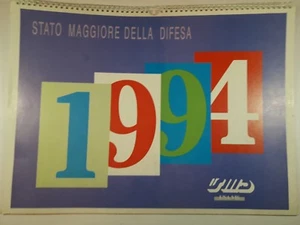 STATO MAGGIORE DELLA DIFESA
1994